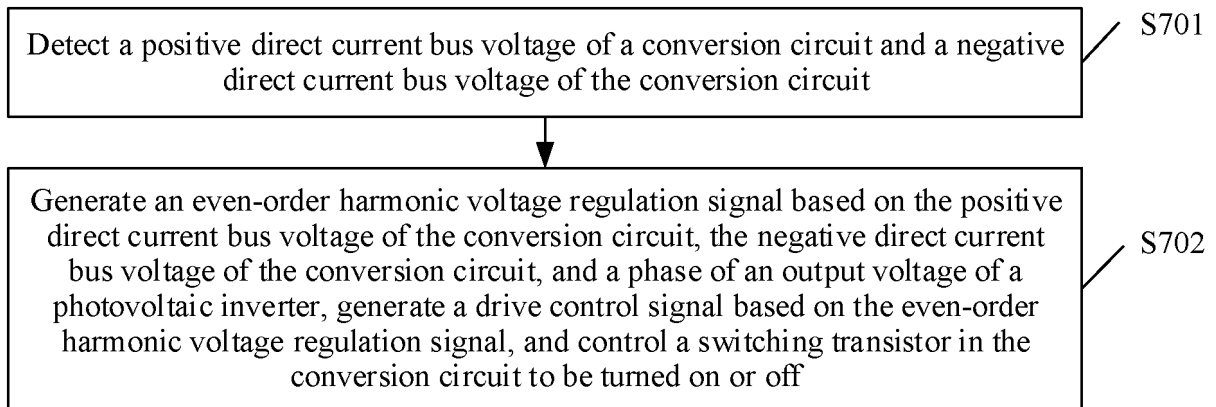 S701
Detect a positive direct current bus voltage of a conversion circuit and a negative
direct current bus voltage of the conversion circuit
Generate an even-order harmonic voltage regulation signal based on the positive
direct current bus voltage of the conversion circuit, the negative direct current
bus voltage of the conversion circuit, and a phase of an output voltage of a
photovoltaic inverter, generate a drive control signal based on the even-order
harmonic voltage regulation signal, and control a switching transistor in the
conversion circuit to be turned on or off
S702